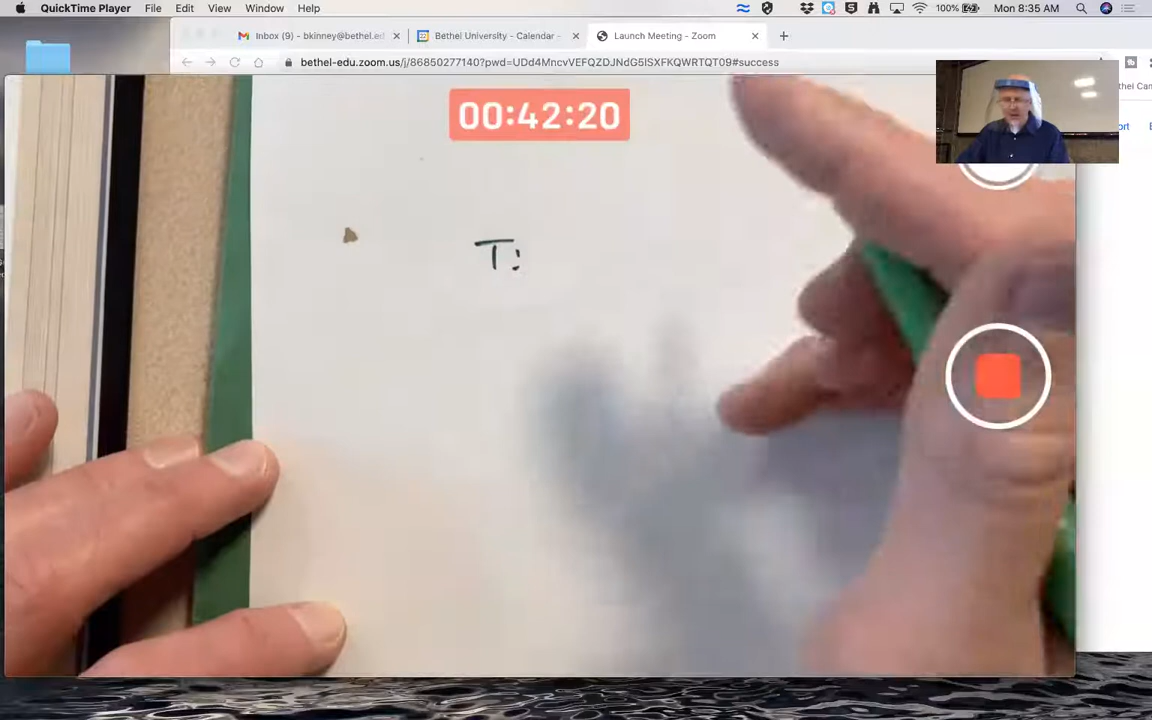 QuickTime Player File Edit View Window Help 100% Mon 8:35 AM
Inbox (9) - bkinney@bethel.ed Bethel University - Calendar - Launch Meeting - Zoom
bethel-edu.zoom.us/j/86850277140?pwd=UDd4MncvVEFQZDJNdG5lSXFKQWRTQT09#success
00:42:20
T: